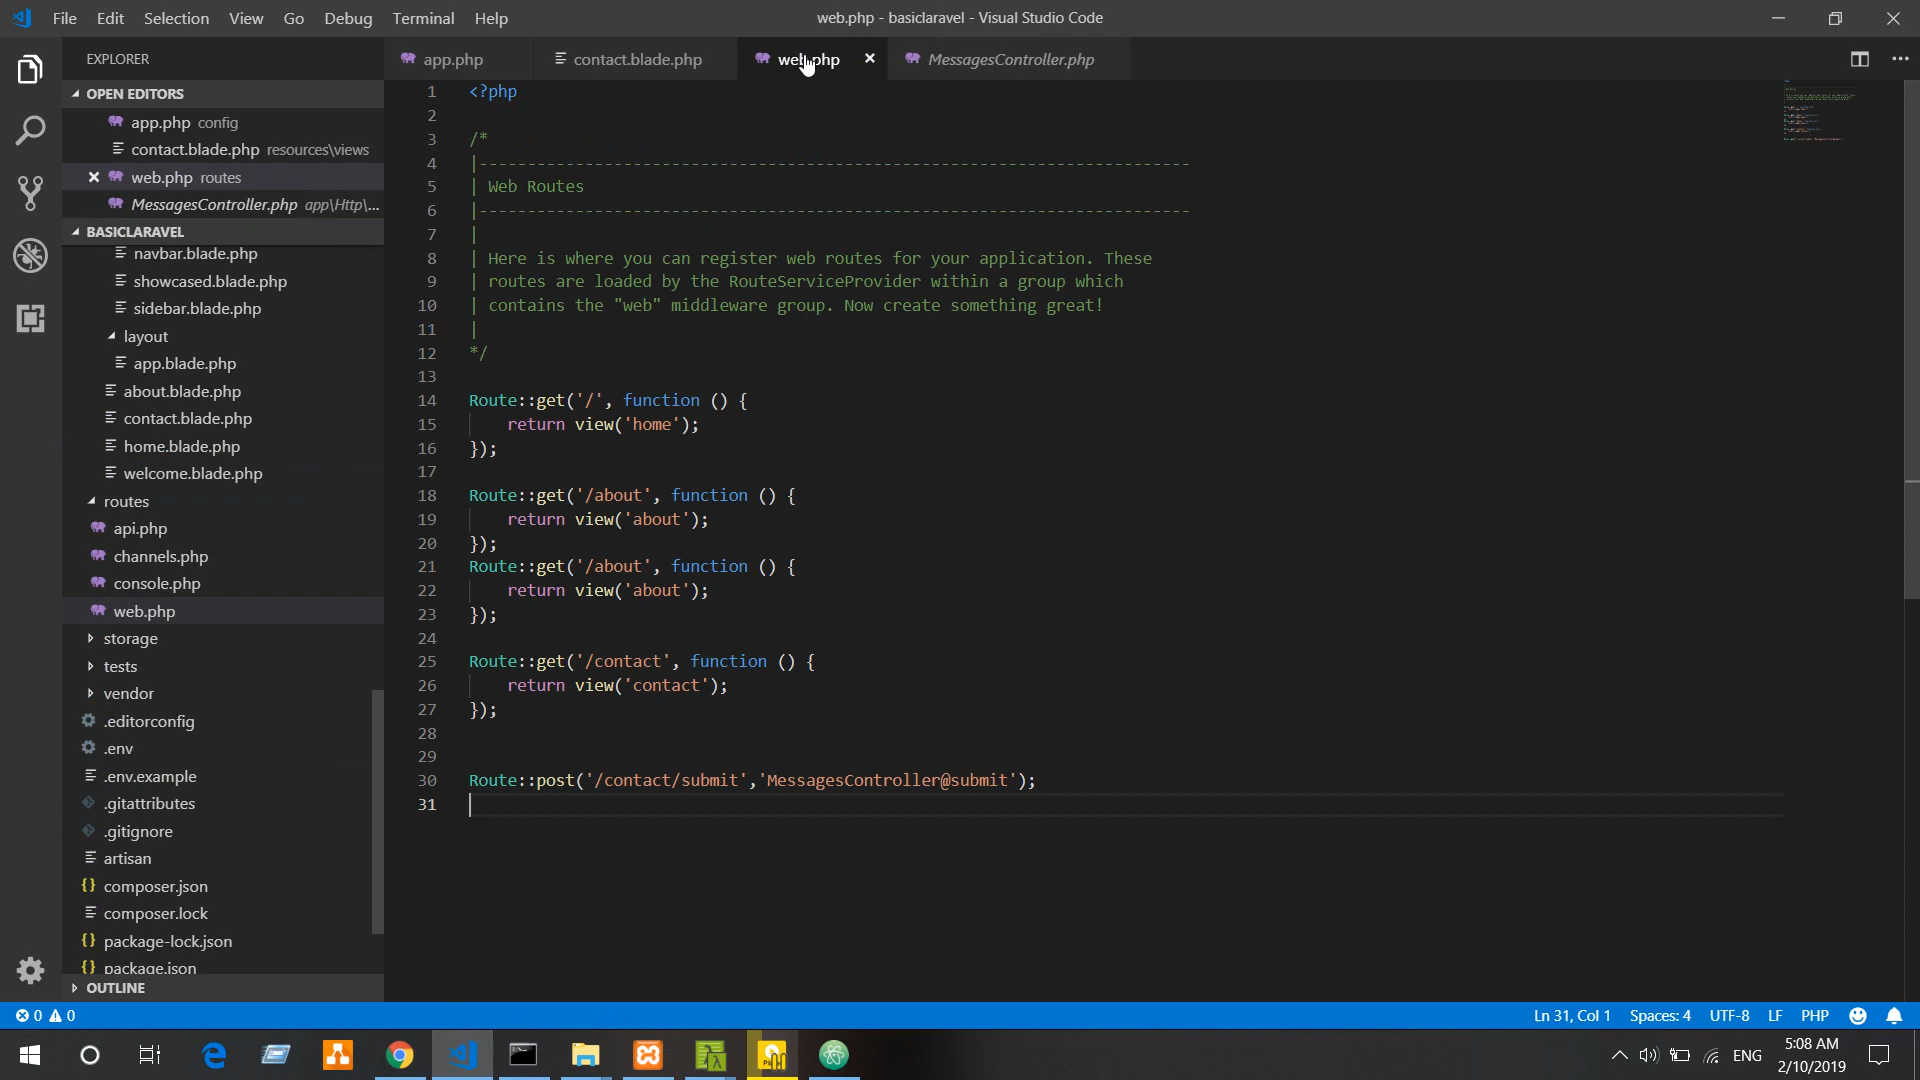 File Edit Selection View Go Debug Terminal Help
web.php - basiclaravel - Visual Studio Code
EXPLORER
app.php
contact.blade.php
web.php
MessagesController.php
OPEN EDITORS
app.php config
contact.blade.php resources\views
web.php routes
MessagesController.php app\Http\...
BASICLARAVEL
navbar.blade.php
showcased.blade.php
sidebar.blade.php
layout
app.blade.php
about.blade.php
contact.blade.php
home.blade.php
welcome.blade.php
routes
api.php
channels.php
console.php
web.php
storage
tests
vendor
.editorconfig
.env
.env.example
.gitattributes
.gitignore
artisan
composer.json
composer.lock
package-lock.json
package.json
OUTLINE
1 <?php
2
3 /*
4 |--------------------------------------------------------------------------
5 | Web Routes
6 |--------------------------------------------------------------------------
7 |
8 | Here is where you can register web routes for your application. These
9 | routes are loaded by the RouteServiceProvider within a group which
10 | contains the "web" middleware group. Now create something great!
11 |
12 */
13
14 Route::get('/', function () {
15 return view('home');
16 });
17
18 Route::get('/about', function () {
19 return view('about');
20 });
21 Route::get('/about', function () {
22 return view('about');
23 });
24
25 Route::get('/contact', function () {
26 return view('contact');
27 });
28
29
30 Route::post('/contact/submit','MessagesController@submit');
31
0 0
Ln 31, Col 1 Spaces: 4 UTF-8 LF PHP
ENG
5:08 AM
2/10/2019